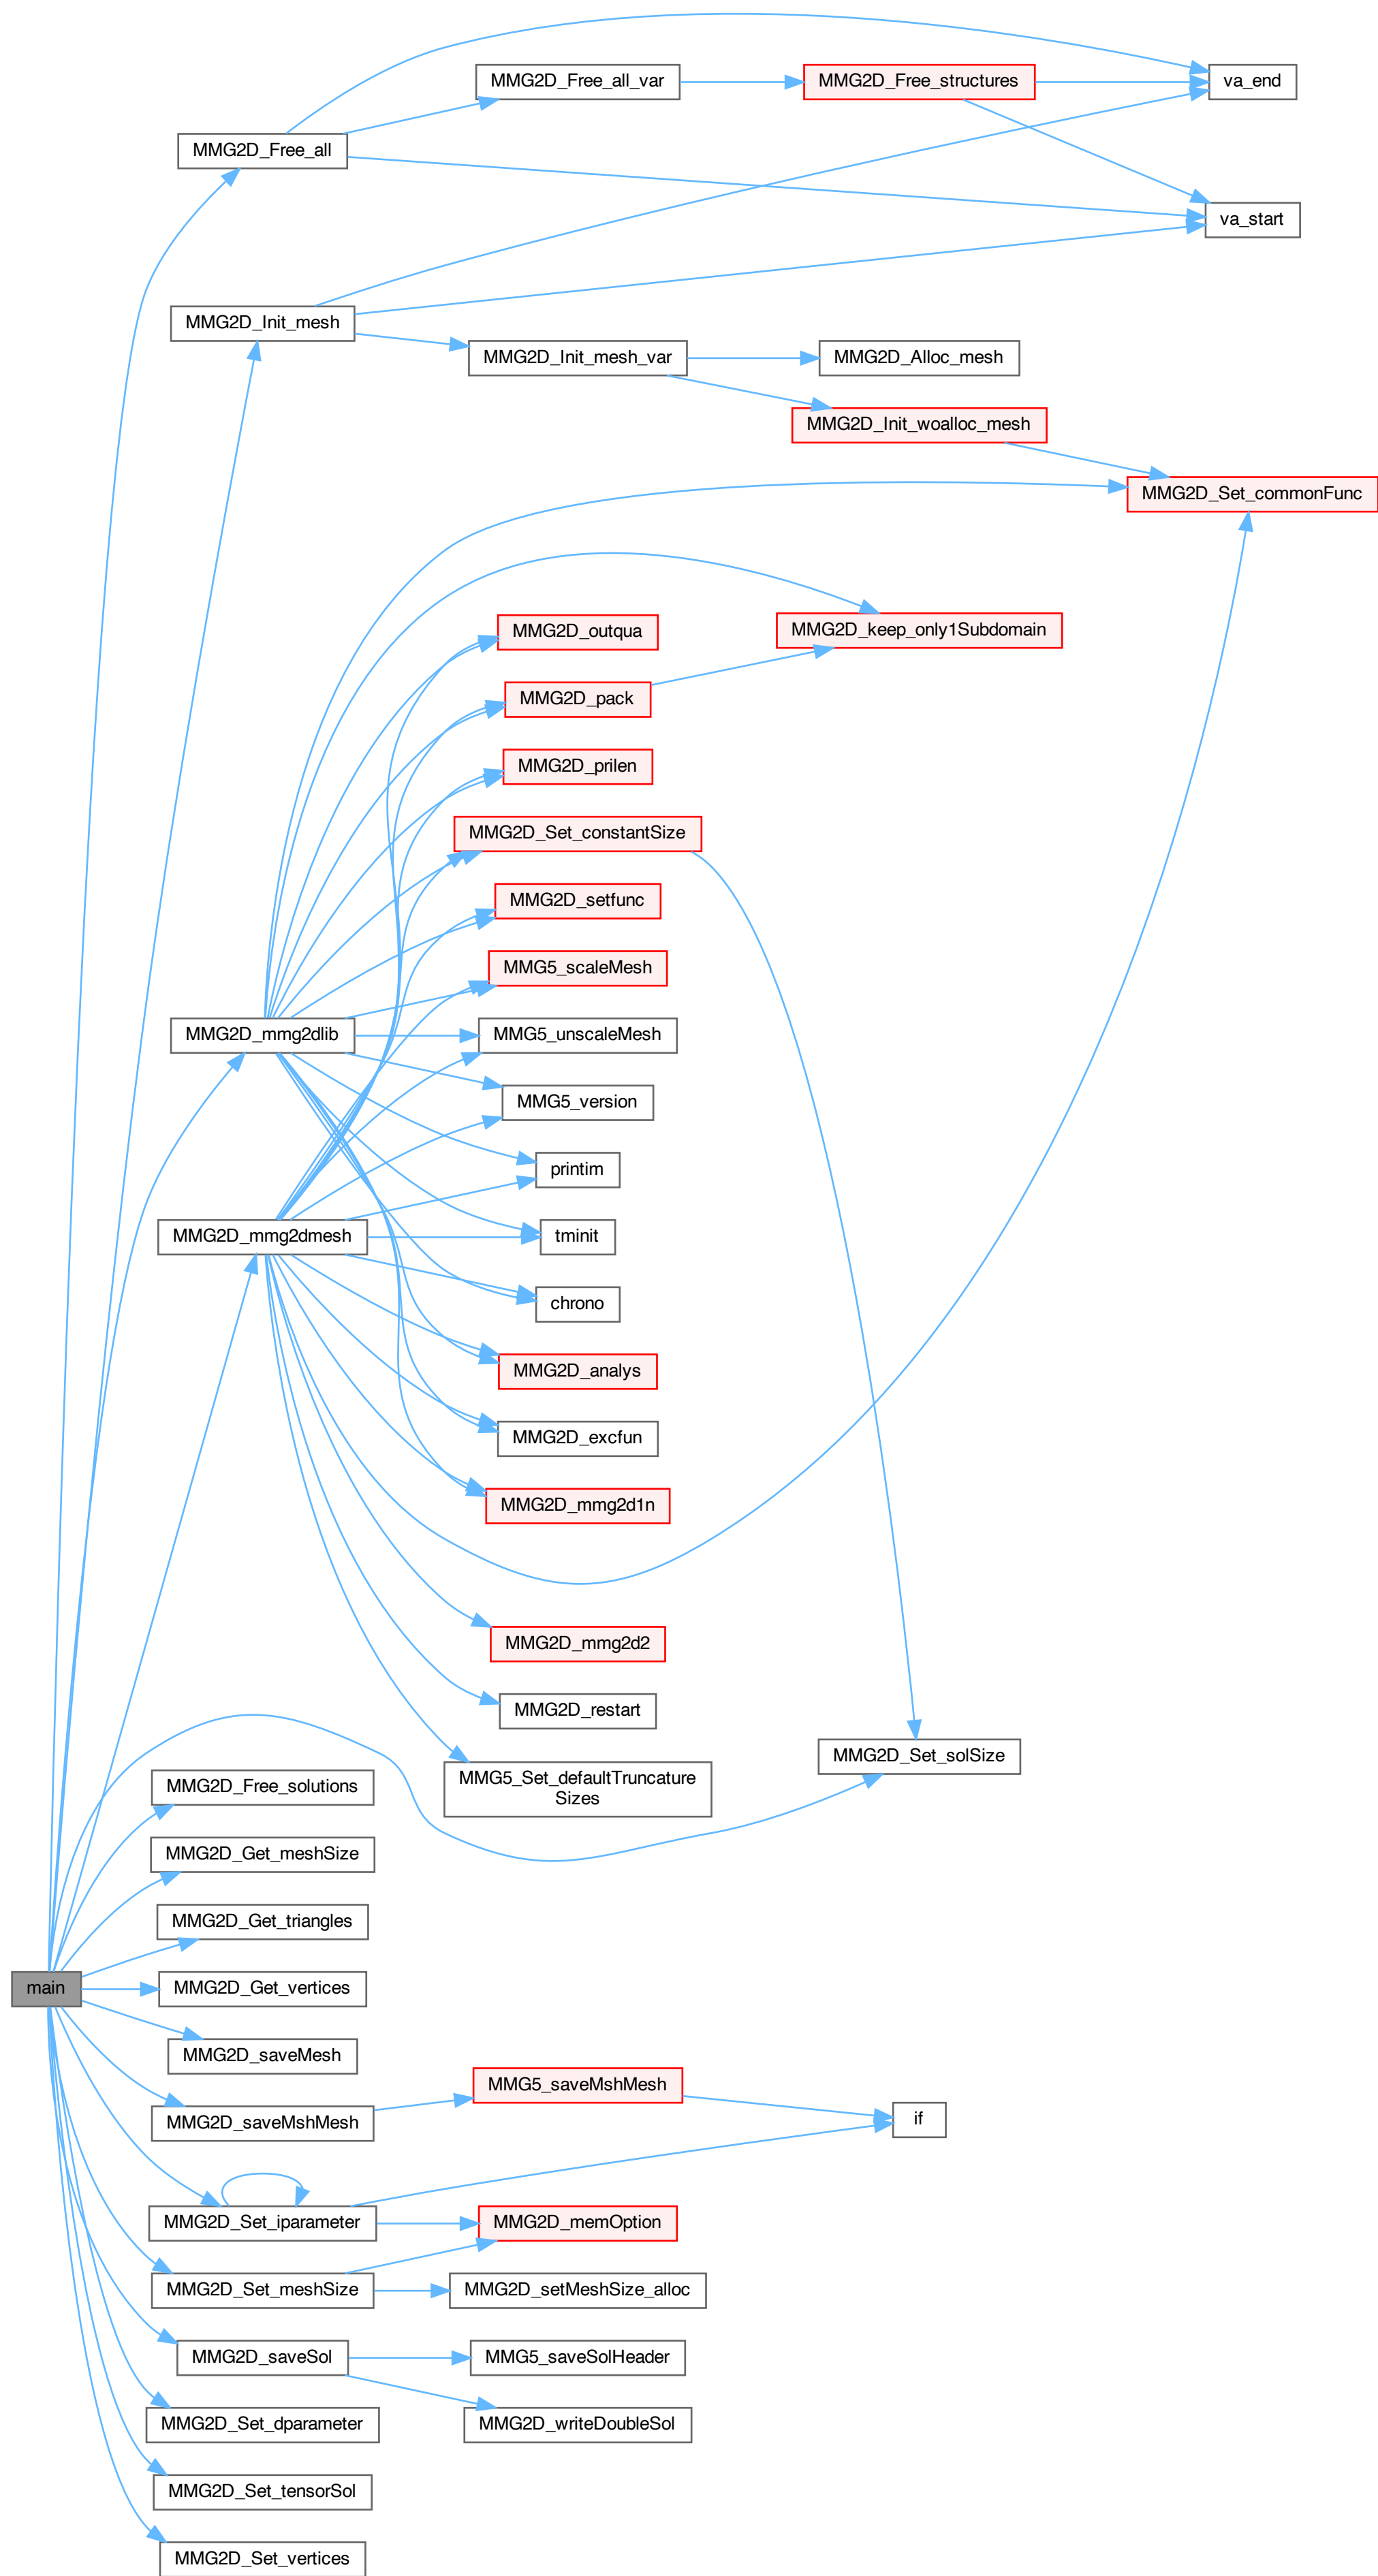 MMG2D_Free_all_var
MMG2D_Free_structures
va_end
MMG2D_Free_all
va_start
MMG2D_Init_mesh
MMG2D_Init_mesh_var
MMG2D_Alloc_mesh
MMG2D_Init_woalloc_mesh
MMG2D_Set_commonFunc
MMG2D_outqua
MMG2D_keep_only1Subdomain
MMG2D_pack
MMG2D_prilen
MMG2D_Set_constantSize
MMG2D_setfunc
MMG5_scaleMesh
MMG2D_mmg2dlib
MMG5_unscaleMesh
MMG5_version
printim
MMG2D_mmg2dmesh
tminit
chrono
MMG2D_analys
MMG2D_excfun
MMG2D_mmg2d1n
MMG2D_mmg2d2
MMG2D_restart
MMG2D_Set_solSize
MMG5_Set_defaultTruncature
Sizes
MMG2D_Free_solutions
MMG2D_Get_meshSize
MMG2D_Get_triangles
main
MMG2D_Get_vertices
MMG2D_saveMesh
MMG5_saveMshMesh
MMG2D_saveMshMesh
if
MMG2D_Set_iparameter
MMG2D_memOption
MMG2D_Set_meshSize
MMG2D_setMeshSize_alloc
MMG2D_saveSol
MMG5_saveSolHeader
MMG2D_Set_dparameter
MMG2D_writeDoubleSol
MMG2D_Set_tensorSol
MMG2D_Set_vertices